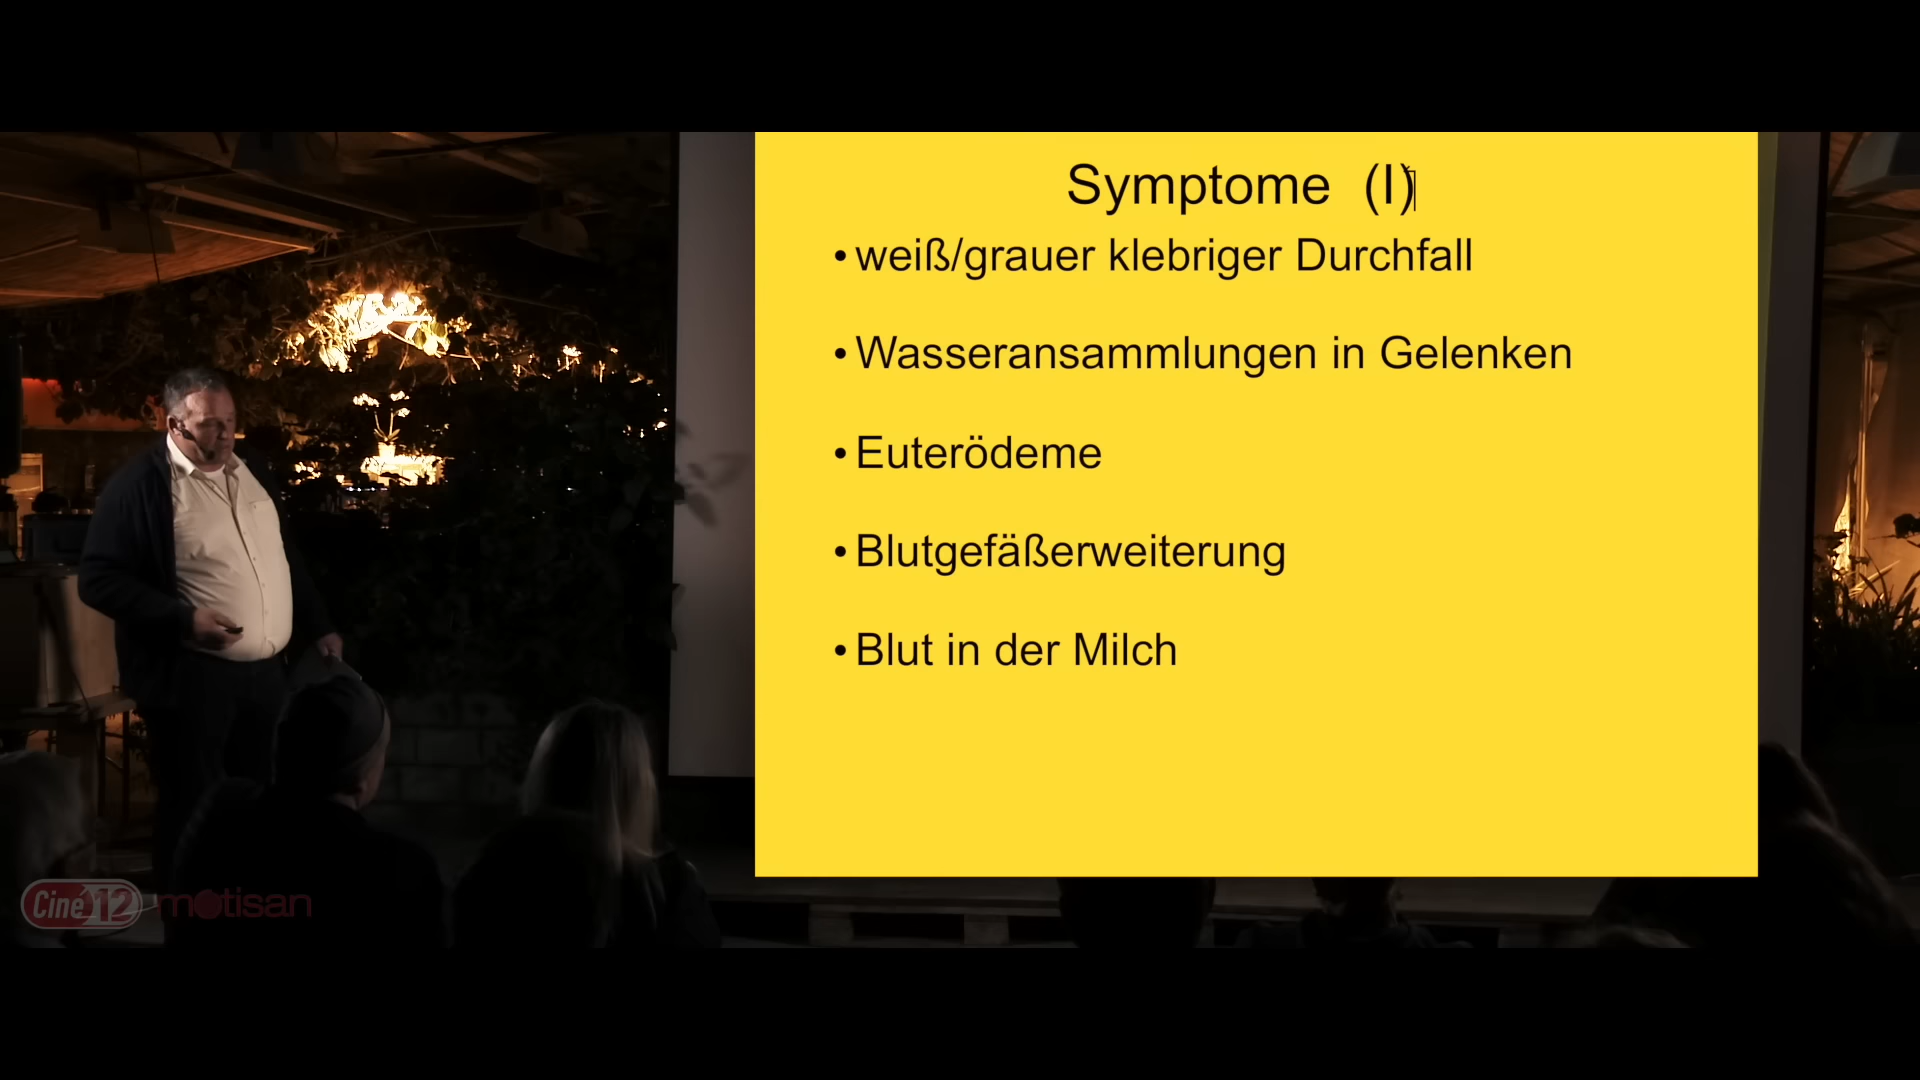 Symptome (I)
• weiß/grauer klebriger Durchfall
• Wasseransammlungen in Gelenken
• Euterödeme
• Blutgefäßerweiterung
• Blut in der Milch
Ciné 12 motisan